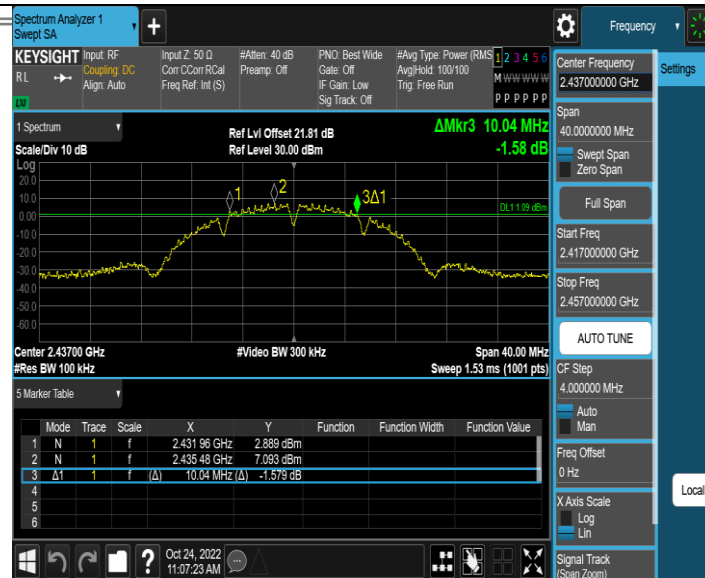 Spectrum Analyzer 1
Swept SA
Frequency
KEYSIGHT
RL
LXI
Input: RF
Coupling: DC
Align: Auto
Input Z: 50 Ω
Corr CCorr RCal
Freq Ref: Int (S)
#Atten: 40 dB
Preamp: Off
PNO: Best Wide
Gate: Off
IF Gain: Low
Sig Track: Off
#Avg Type: Power (RMS
Avg|Hold: 100/100
Trig: Free Run
1 2 3 4 5 6
M W W W W W
P P P P P P
1 Spectrum
Scale/Div 10 dB
Ref Lvl Offset 21.81 dB
Ref Level 30.00 dBm
ΔMkr3 10.04 MHz
-1.58 dB
Log
20.0
10.0
0.00
-10.0
-20.0
-30.0
-40.0
-50.0
-60.0
1
2
3Δ1
DL1 1.09 dBm
Center 2.43700 GHz
#Res BW 100 kHz
#Video BW 300 kHz
Span 40.00 MHz
Sweep 1.53 ms (1001 pts)
5 Marker Table
Mode Trace Scale X Y Function Function Width Function Value
1 N 1 f 2.431 96 GHz 2.889 dBm
2 N 1 f 2.435 48 GHz 7.093 dBm
3 Δ1 1 f (Δ) 10.04 MHz (Δ) -1.579 dB
4
5
6
Oct 24, 2022
11:07:23 AM
Center Frequency
2.437000000 GHz
Settings
Span
40.0000000 MHz
Swept Span
Zero Span
Full Span
Start Freq
2.417000000 GHz
Stop Freq
2.457000000 GHz
AUTO TUNE
CF Step
4.000000 MHz
Auto
Man
Freq Offset
0 Hz
X Axis Scale
Log
Lin
Local
Signal Track
(Span Zoom)